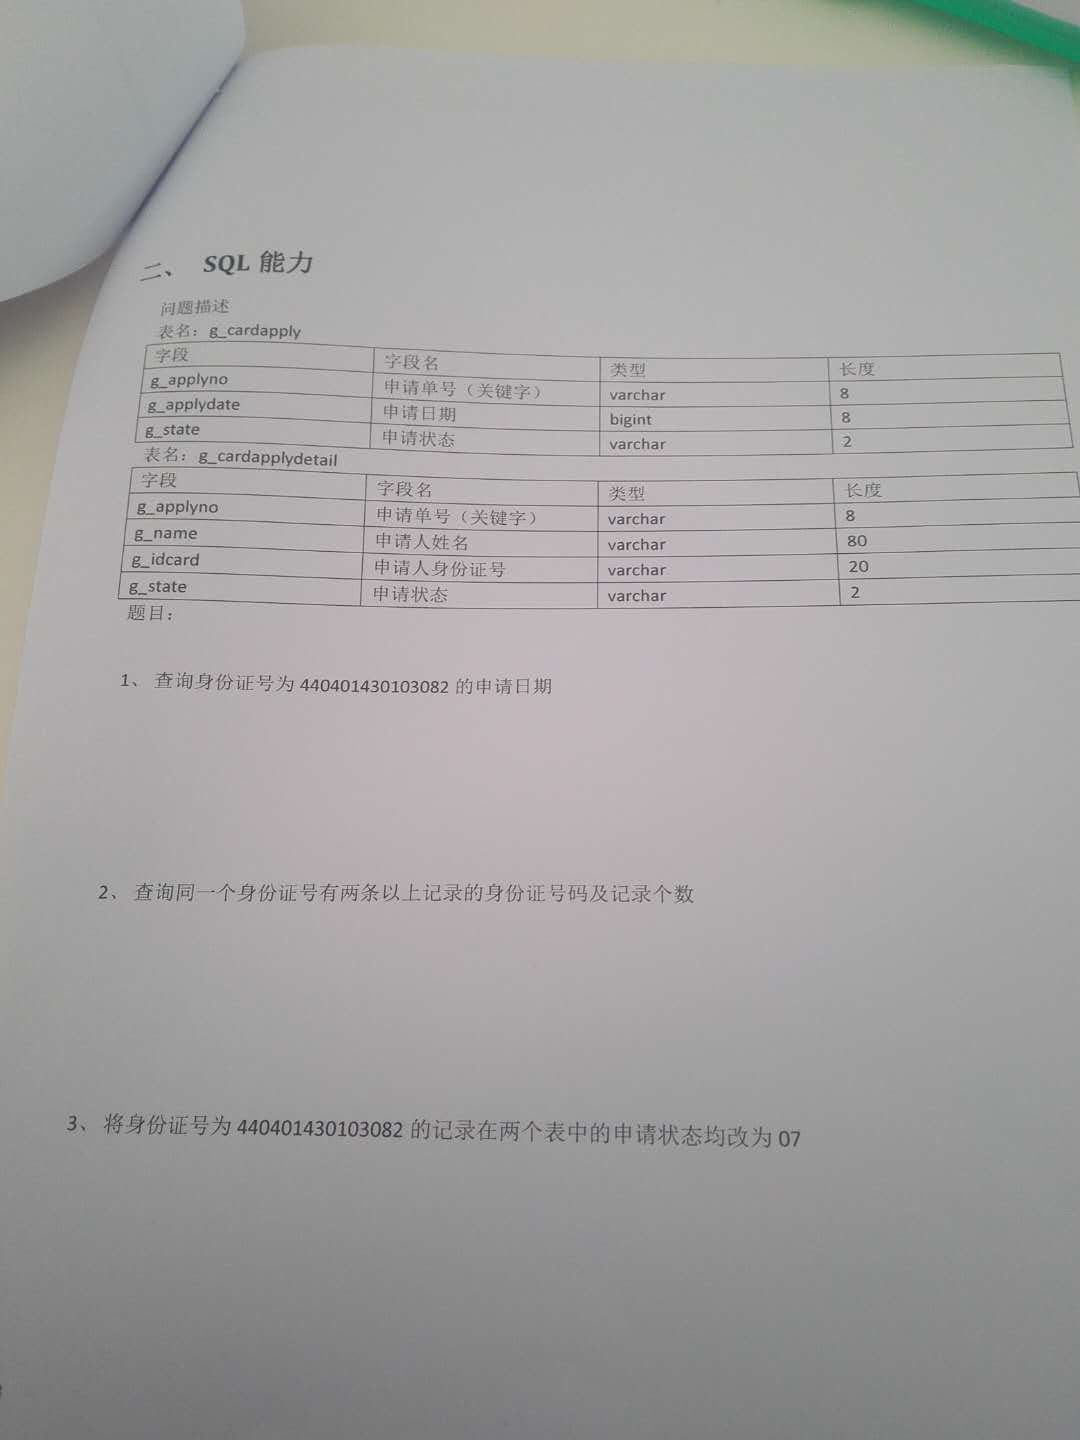 二、 SQL 能力
问题描述
表名：g_cardapply
字段 字段名 类型 长度
g_applyno 申请单号（关键字） varchar 8
g_applydate 申请日期 bigint 8
g_state 申请状态 varchar 2
表名：g_cardapplydetail
字段 字段名 类型 长度
g_applyno 申请单号（关键字） varchar 8
g_name 申请人姓名 varchar 80
g_idcard 申请人身份证号 varchar 20
g_state 申请状态 varchar 2
题目：
1、 查询身份证号为 440401430103082 的申请日期
2、 查询同一个身份证号有两条以上记录的身份证号码及记录个数
3、 将身份证号为 440401430103082 的记录在两个表中的申请状态均改为 07